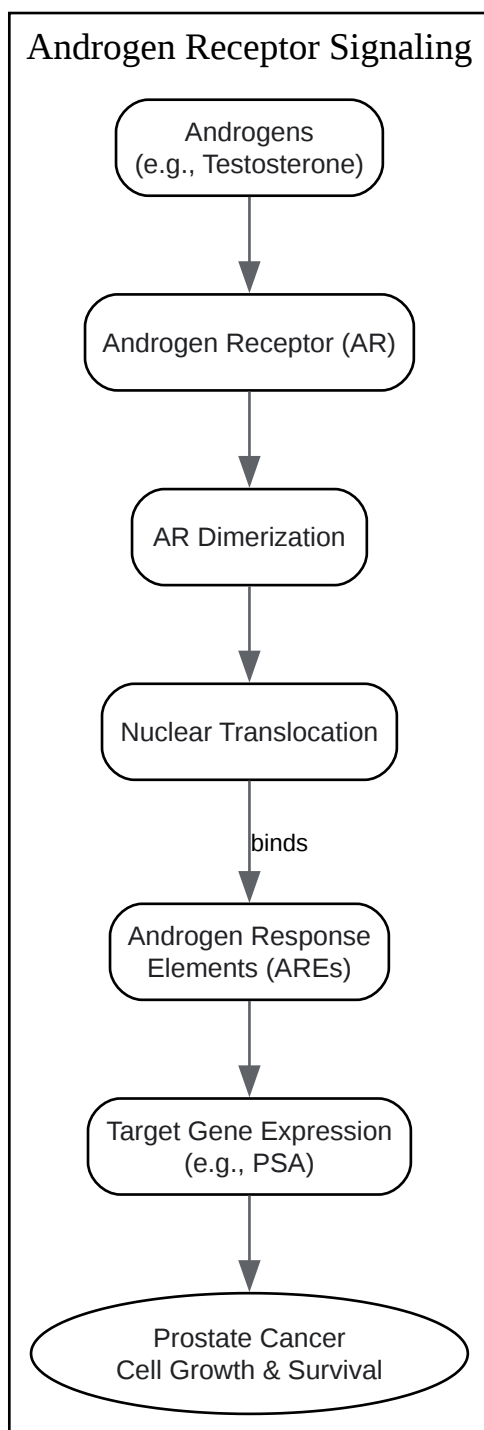 Androgen Receptor Signaling
Androgens
(e.g., Testosterone)
Androgen Receptor (AR)
AR Dimerization
Nuclear Translocation
binds
Androgen Response
Elements (AREs)
Target Gene Expression
(e.g., PSA)
Prostate Cancer
Cell Growth & Survival